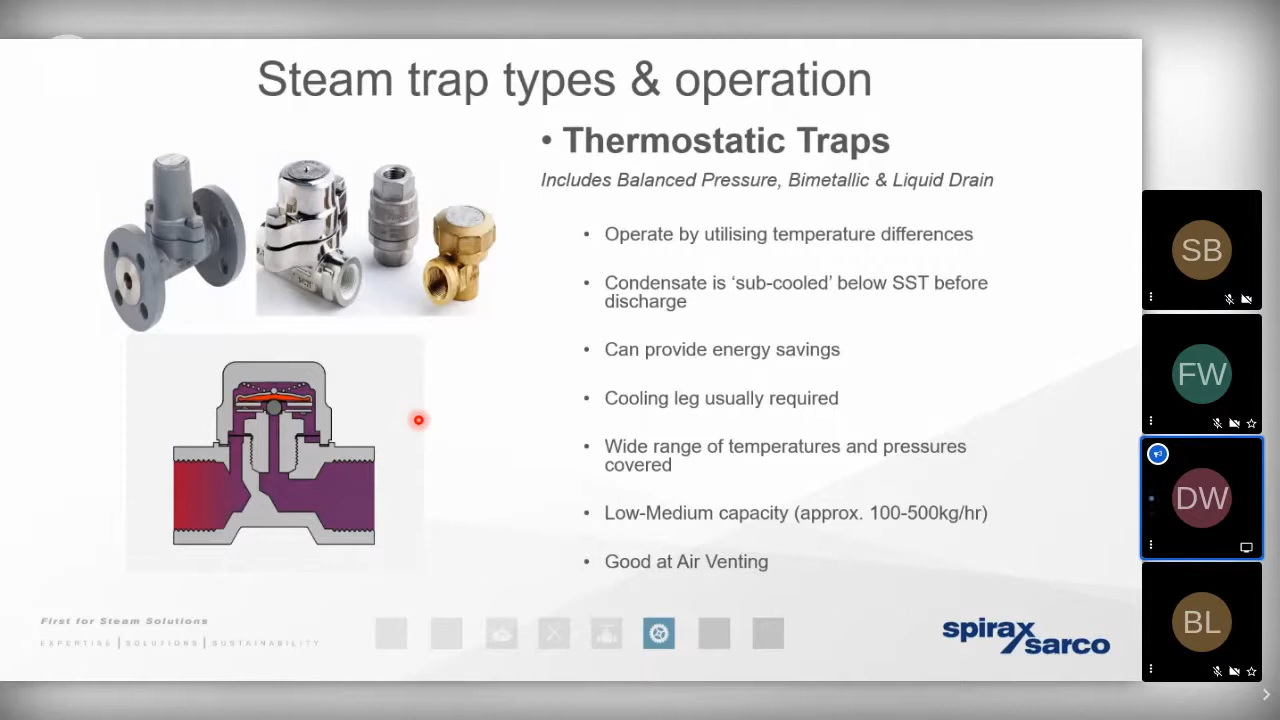 Steam trap types & operation
• Thermostatic Traps
Includes Balanced Pressure, Bimetallic & Liquid Drain
• Operate by utilising temperature differences
• Condensate is ‘sub-cooled’ below SST before
discharge
• Can provide energy savings
• Cooling leg usually required
• Wide range of temperatures and pressures
covered
• Low-Medium capacity (approx. 100-500kg/hr)
• Good at Air Venting
First for Steam Solutions
EXPERTISE | SOLUTIONS | SUSTAINABILITY
spirax
sarco
SB
FW
DW
BL